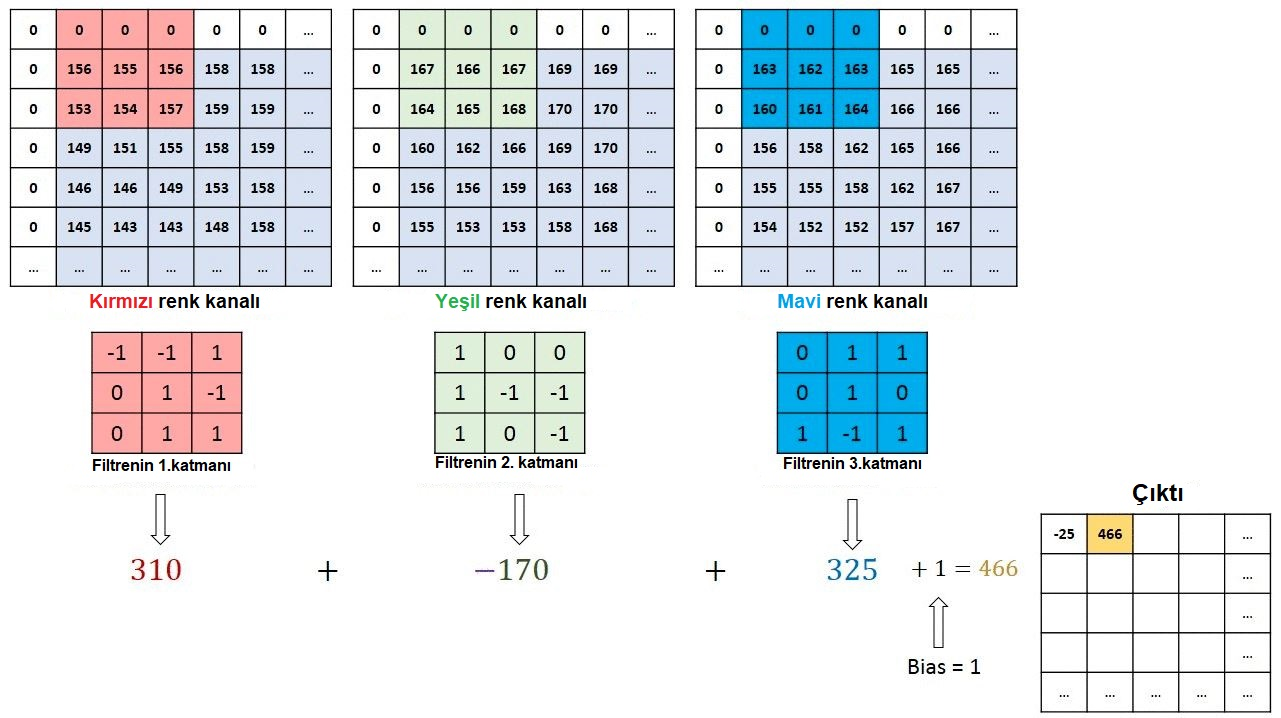 0 0 0 0 0 0 ...
0 156 155 156 158 158 ...
0 153 154 157 159 159 ...
0 149 151 155 158 159 ...
0 146 146 149 153 158 ...
0 145 143 143 148 158 ...
... ... ... ... ... ... ...
Kırmızı renk kanalı
0 0 0 0 0 0 ...
0 167 166 167 169 169 ...
0 164 165 168 170 170 ...
0 160 162 166 169 170 ...
0 156 156 159 163 168 ...
0 155 153 153 158 168 ...
... ... ... ... ... ... ...
Yeşil renk kanalı
0 0 0 0 0 0 ...
0 163 162 163 165 165 ...
0 160 161 164 166 166 ...
0 156 158 162 165 166 ...
0 155 155 158 162 167 ...
0 154 152 152 157 167 ...
... ... ... ... ... ... ...
Mavi renk kanalı
-1 -1 1
0 1 -1
0 1 1
Filtrenin 1.katmanı
1 0 0
1 -1 -1
1 0 -1
Filtrenin 2. katmanı
0 1 1
0 1 0
1 -1 1
Filtrenin 3.katmanı
310 + −170 + 325 + 1 = 466
Bias = 1
Çıktı
-25 466 ...
...
...
...
... ... ... ... ...